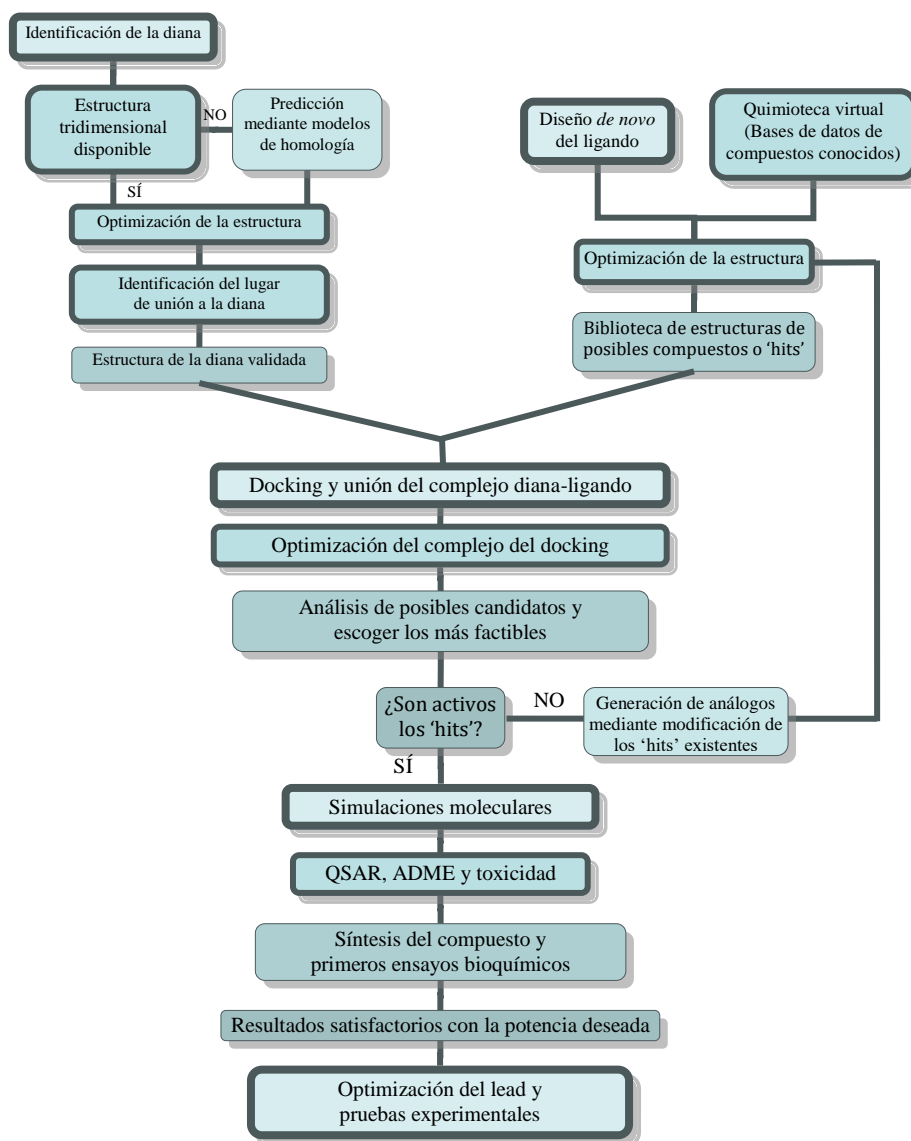 Identificación de la diana
Estructura
tridimensional
disponible
NO
Predicción
mediante modelos
de homología
SÍ
Optimización de la estructura
Identificación del lugar
de unión a la diana
Estructura de la diana validada
Diseño de novo
del ligando
Quimioteca virtual
(Bases de datos de
compuestos conocidos)
Optimización de la estructura
Biblioteca de estructuras de
posibles compuestos o ‘hits’
Docking y unión del complejo diana-ligando
Optimización del complejo del docking
Análisis de posibles candidatos y
escoger los más factibles
¿Son activos
los ‘hits’?
NO
Generación de análogos
mediante modificación de
los ‘hits’ existentes
SÍ
Simulaciones moleculares
QSAR, ADME y toxicidad
Síntesis del compuesto y
primeros ensayos bioquímicos
Resultados satisfactorios con la potencia deseada
Optimización del lead y
pruebas experimentales